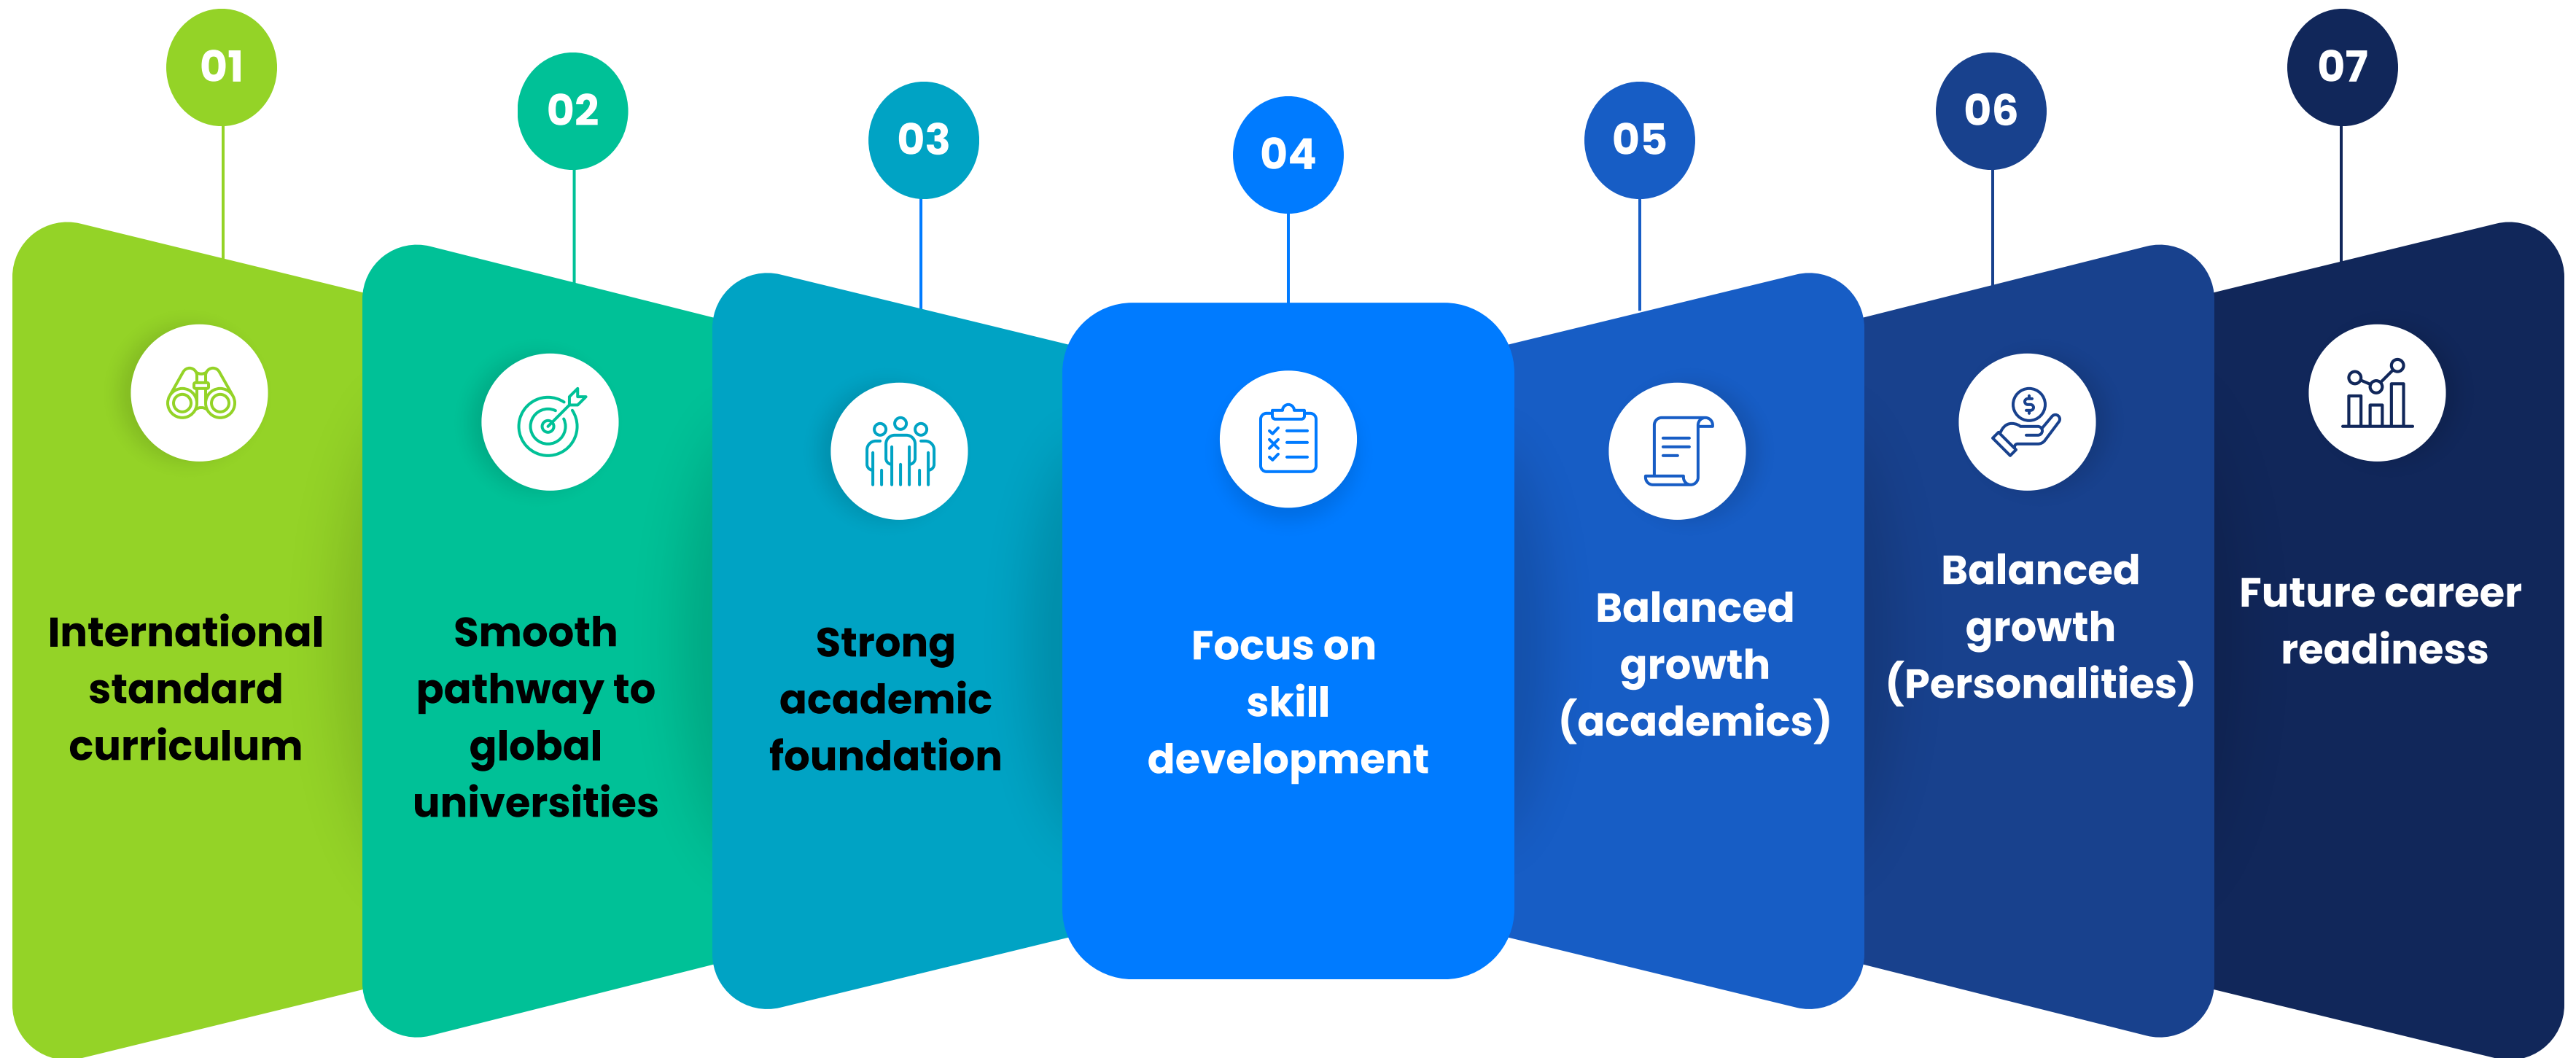 01
International
standard
curriculum
02
Smooth
pathway to
global
universities
03
Strong
academic
foundation
04
Focus on
skill
development
05
Balanced
growth
(academics)
06
Balanced
growth
(Personalities)
07
Future career
readiness